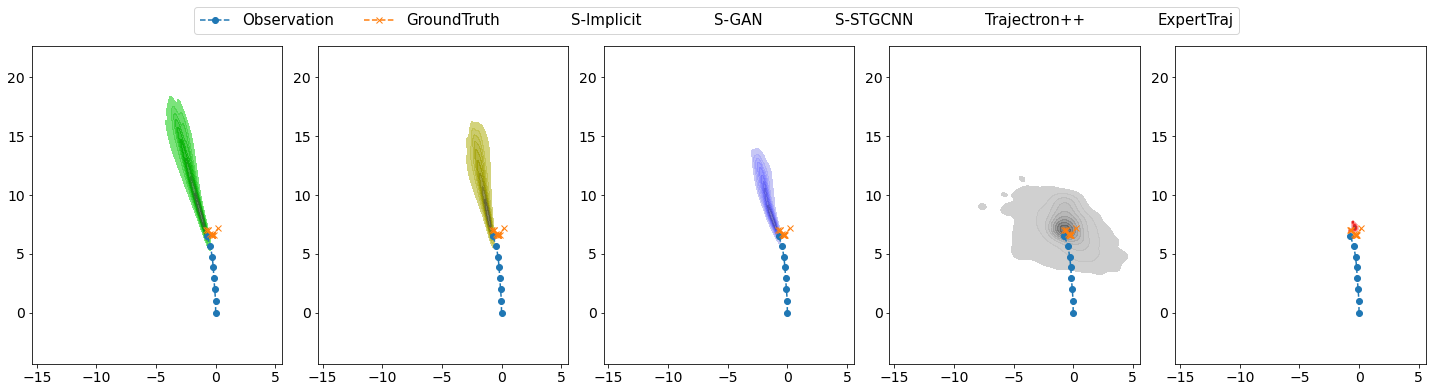 Observation GroundTruth S-Implicit S-GAN S-STGCNN Trajectron++ ExpertTraj
20 20 20 20 20
15 15 15 15 15
10 10 10 10 10
5 5 5 5 5
0 0 0 0 0
−15 −10 −5 0 5 −15 −10 −5 0 5 −15 −10 −5 0 5 −15 −10 −5 0 5 −15 −10 −5 0 5